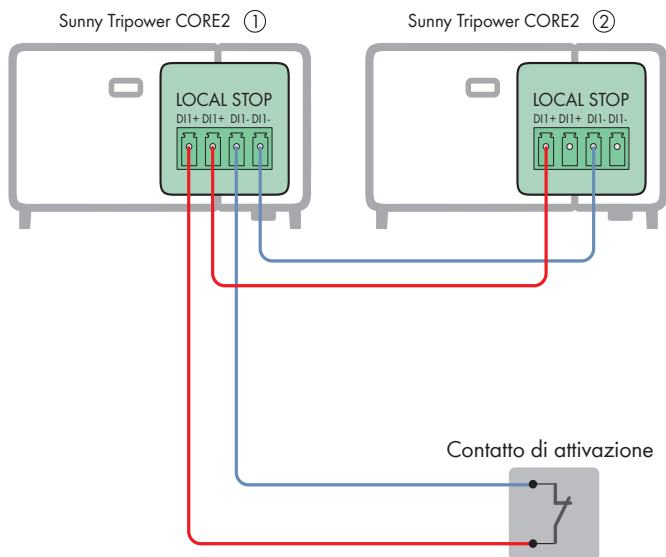 Sunny Tripower CORE2 1
Sunny Tripower CORE2 2
LOCAL STOP
DI1+ DI1+ DI1- DI1-
LOCAL STOP
DI1+ DI1+ DI1- DI1-
Contatto di attivazione